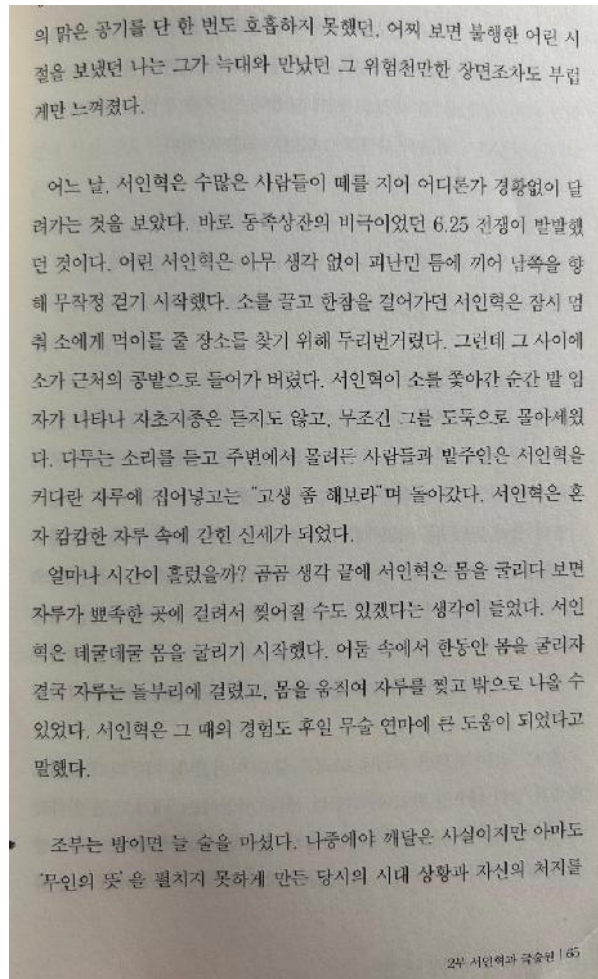 의 맑은 공기를 단 한 번도 호흡하지 못했던, 어찌 보면 불행한 어린 시
절을 보냈던 나는 그가 늑대와 만났던 그 위험천만한 장면조차도 부럽
게만 느껴졌다.
어느 날, 서인혁은 수많은 사람들이 떼를 지어 어디론가 경황없이 달
려가는 것을 보았다. 바로 동족상잔의 비극이었던 6.25 전쟁이 발발했
던 것이다. 어린 서인혁은 아무 생각 없이 피난민 틈에 끼어 남쪽을 향
해 무작정 걷기 시작했다. 소를 끌고 한참을 걸어가던 서인혁은 잠시 멈
춰 소에게 먹이를 줄 장소를 찾기 위해 두리번거렸다. 그런데 그 사이에
소가 근처의 콩밭으로 들어가 버렸다. 서인혁이 소를 쫓아간 순간 밭 임
자가 나타나 자초지종은 듣지도 않고, 무조건 그를 도둑으로 몰아세웠
다. 다투는 소리를 듣고 주변에서 몰려든 사람들과 밭주인은 서인혁을
커다란 자루에 집어넣고는 “고생 좀 해보라”며 돌아갔다. 서인혁은 혼
자 캄캄한 자루 속에 갇힌 신세가 되었다.
얼마나 시간이 흘렀을까? 곰곰 생각 끝에 서인혁은 몸을 굴리다 보면
자루가 뾰족한 곳에 걸려서 찢어질 수도 있겠다는 생각이 들었다. 서인
혁은 데굴데굴 몸을 굴리기 시작했다. 어둠 속에서 한동안 몸을 굴리자
결국 자루는 돌부리에 걸렸고, 몸을 움직여 자루를 찢고 밖으로 나올 수
있었다. 서인혁은 그 때의 경험도 후일 무술 연마에 큰 도움이 되었다고
말했다.
조부는 밤이면 늘 술을 마셨다. 나중에야 깨달은 사실이지만 아마도
‘무인의 뜻’을 펼치지 못하게 만든 당시의 시대 상황과 자신의 처지를
2부 서인혁과 국술원 | 65